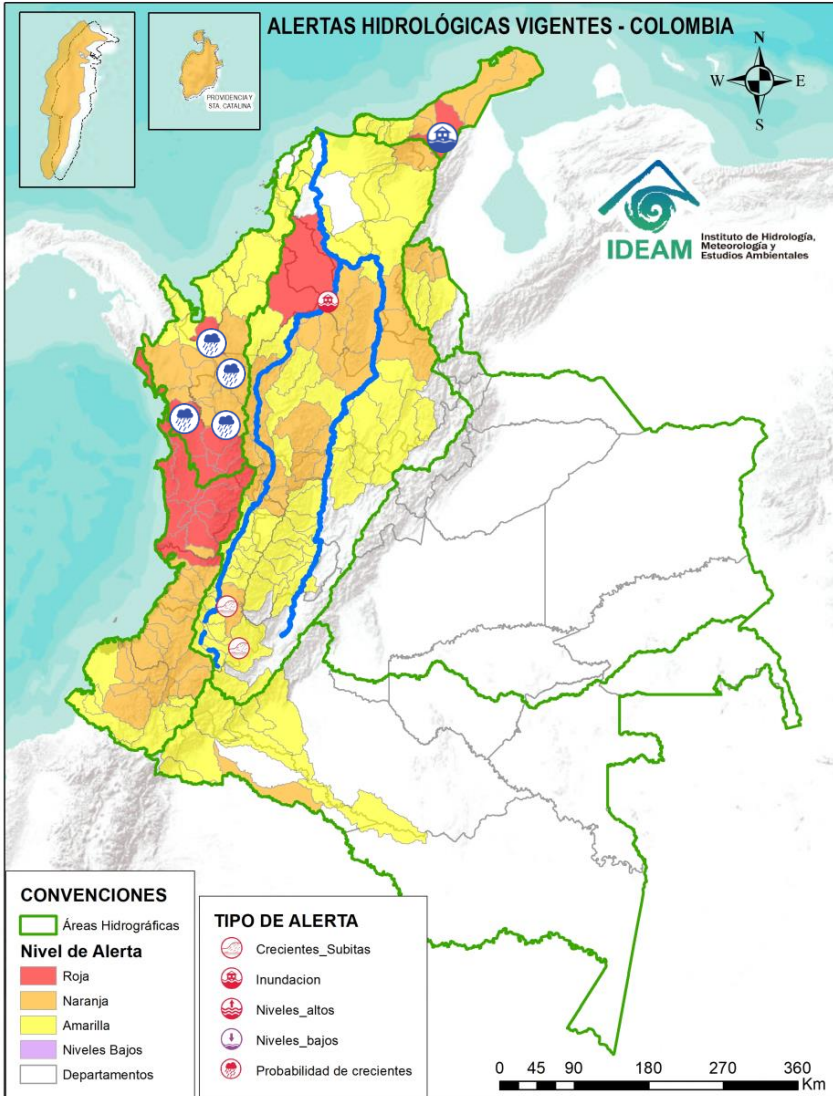 ALERTAS HIDROLÓGICAS VIGENTES - COLOMBIA
PROVIDENCIA Y
STA. CATALINA
N
W
E
S
IDEAM
Instituto de Hidrología,
Meteorología y
Estudios Ambientales
CONVENCIONES
Áreas Hidrográficas
Nivel de Alerta
Roja
Naranja
Amarilla
Niveles Bajos
Departamentos
TIPO DE ALERTA
Crecientes_Subitas
Inundacion
Niveles_altos
Niveles_bajos
Probabilidad de crecientes
0 45 90 180 270 360
Km